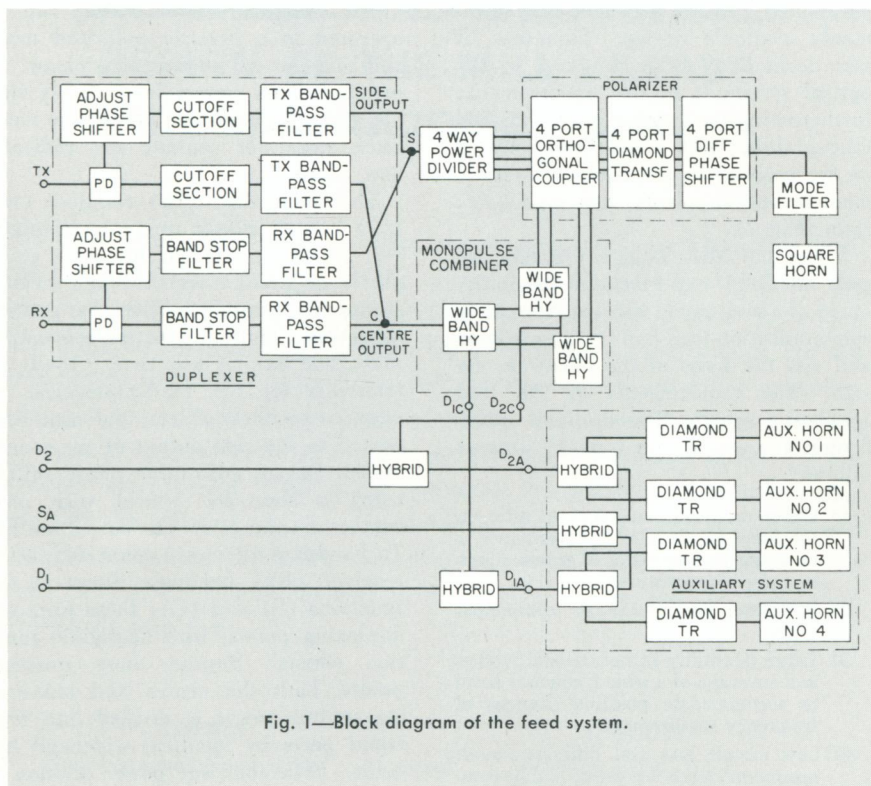 ADJUST
PHASE
SHIFTER
CUTOFF
SECTION
TX BAND-
PASS
FILTER
SIDE
OUTPUT
TX
PD
CUTOFF
SECTION
TX BAND-
PASS
FILTER
ADJUST
PHASE
SHIFTER
BAND STOP
FILTER
RX BAND-
PASS
FILTER
RX
PD
BAND STOP
FILTER
RX BAND-
PASS
FILTER
S
C
CENTRE
OUTPUT
DUPLEXER
4 WAY
POWER
DIVIDER
POLARIZER
4 PORT
ORTHO-
GONAL
COUPLER
4 PORT
DIAMOND
TRANSF
4 PORT
DIFF
PHASE
SHIFTER
MODE
FILTER
SQUARE
HORN
MONOPULSE
COMBINER
WIDE
BAND
HY
WIDE
BAND
HY
WIDE
BAND
HY
D1C
D2C
D2
HYBRID
D2A
SA
D1
HYBRID
D1A
HYBRID
HYBRID
HYBRID
DIAMOND
TR
AUX. HORN
NO 1
DIAMOND
TR
AUX. HORN
NO 2
DIAMOND
TR
AUX. HORN
NO 3
AUXILIARY SYSTEM
DIAMOND
TR
AUX. HORN
NO 4
Fig. 1—Block diagram of the feed system.